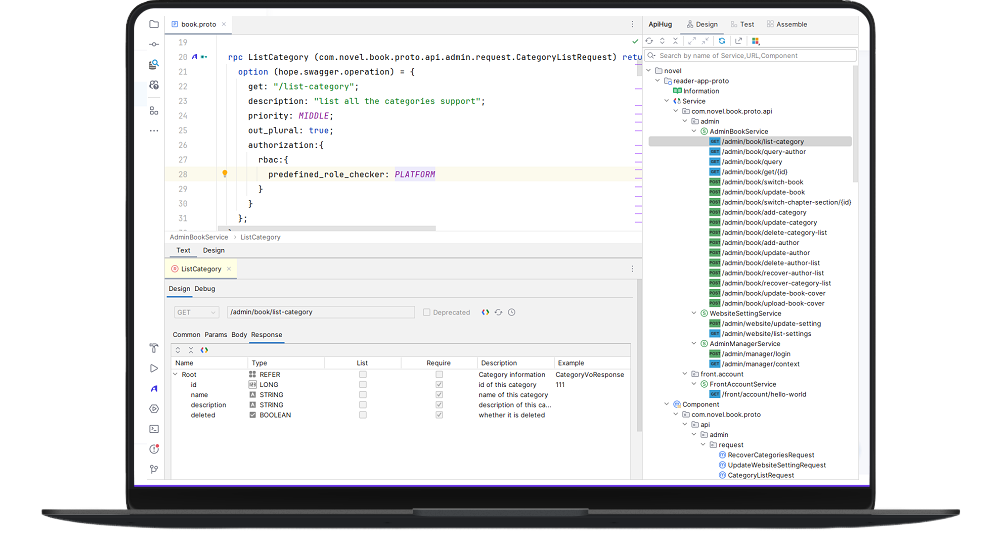 book.proto
19
20 rpc ListCategory (com.novel.book.proto.api.admin.request.CategoryListRequest) retu
21 option (hope.swagger.operation) = {
22 get: "/list-category";
23 description: "list all the categories support";
24 priority: MIDDLE;
25 out_plural: true;
26 authorization:{
27 rbac:{
28 predefined_role_checker: PLATFORM
29 }
30 }
31 };
AdminBookService > ListCategory
Text Design
ListCategory
Design Debug
GET /admin/book/list-category Deprecated
Common Params Body Response
Name Type List Require Description Example
Root REFER Category information CategoryVoResponse
id LONG id of this category 111
name STRING name of this category
description STRING description of this ca...
deleted BOOLEAN whether it is deleted
ApiHug Design Test Assemble
Search by name of Service,URL,Component
novel
reader-app-proto
Information
Service
com.novel.book.proto.api
admin
AdminBookService
GET /admin/book/list-category
GET /admin/book/query-author
GET /admin/book/query
GET /admin/book/get/{id}
POST /admin/book/switch-book
POST /admin/book/update-book
POST /admin/book/switch-chapter-section/{id}
POST /admin/book/add-category
POST /admin/book/update-category
POST /admin/book/delete-category-list
POST /admin/book/add-author
POST /admin/book/update-author
POST /admin/book/delete-author-list
POST /admin/book/recover-author-list
POST /admin/book/recover-category-list
POST /admin/book/update-book-cover
POST /admin/book/upload-book-cover
WebsiteSettingService
POST /admin/website/update-setting
GET /admin/website/list-settings
AdminManagerService
POST /admin/manager/login
GET /admin/manager/context
front.account
FrontAccountService
GET /front/account/hello-world
Component
com.novel.book.proto
api
admin
request
RecoverCategoriesRequest
UpdateWebsiteSettingRequest
CategoryListRequest